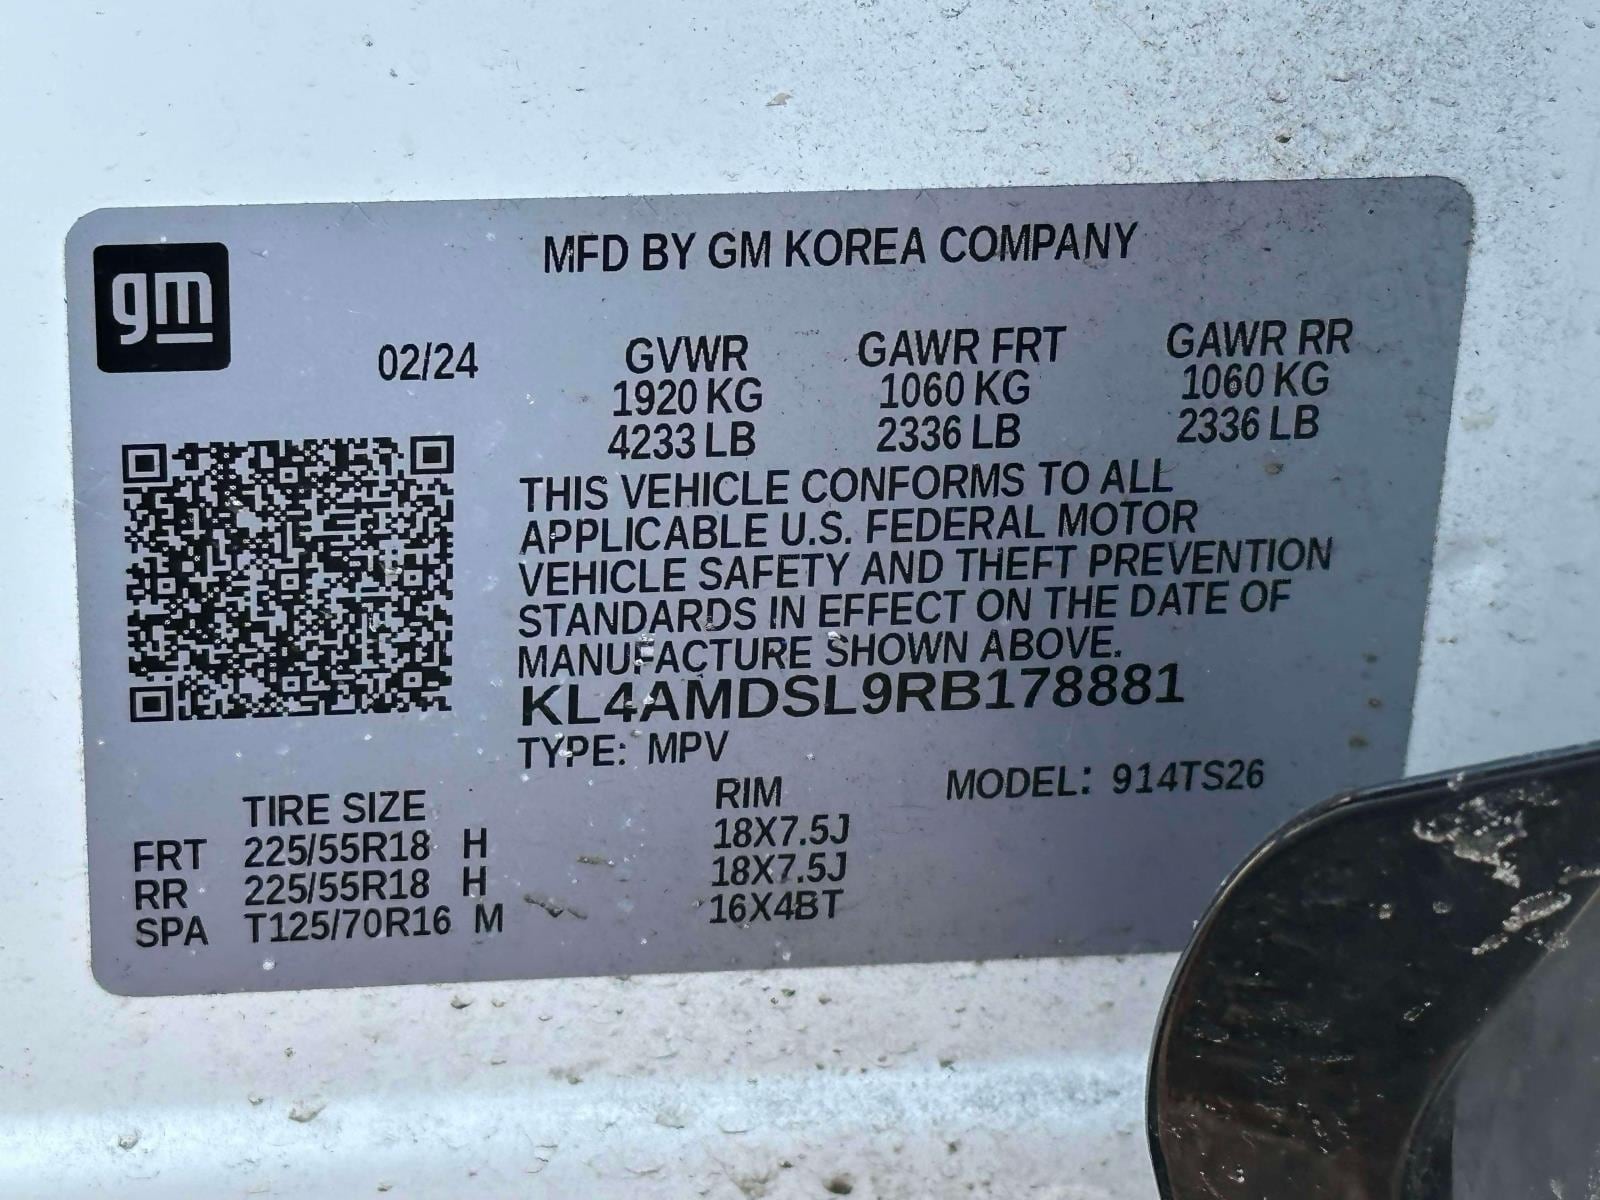 gm
MFD BY GM KOREA COMPANY
02/24 GVWR GAWR FRT GAWR RR
1920 KG 1060 KG 1060 KG
4233 LB 2336 LB 2336 LB
THIS VEHICLE CONFORMS TO ALL
APPLICABLE U.S. FEDERAL MOTOR
VEHICLE SAFETY AND THEFT PREVENTION
STANDARDS IN EFFECT ON THE DATE OF
MANUFACTURE SHOWN ABOVE.
KL4AMDSL9RB178881
TYPE: MPV
TIRE SIZE RIM MODEL: 914TS26
FRT 225/55R18 H 18X7.5J
RR 225/55R18 H 18X7.5J
SPA T125/70R16 M 16X4BT